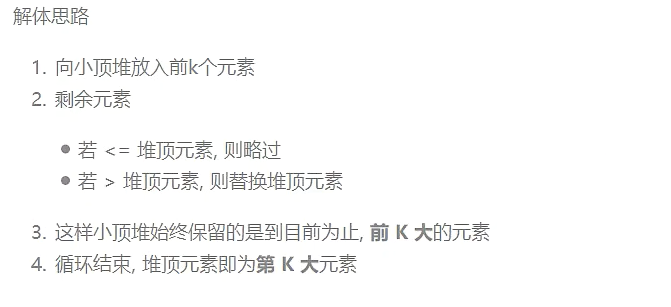 解体思路
1. 向小顶堆放入前k个元素
2. 剩余元素
● 若 <= 堆顶元素, 则略过
● 若 > 堆顶元素, 则替换堆顶元素
3. 这样小顶堆始终保留的是到目前为止, 前 K 大的元素
4. 循环结束, 堆顶元素即为第 K 大元素